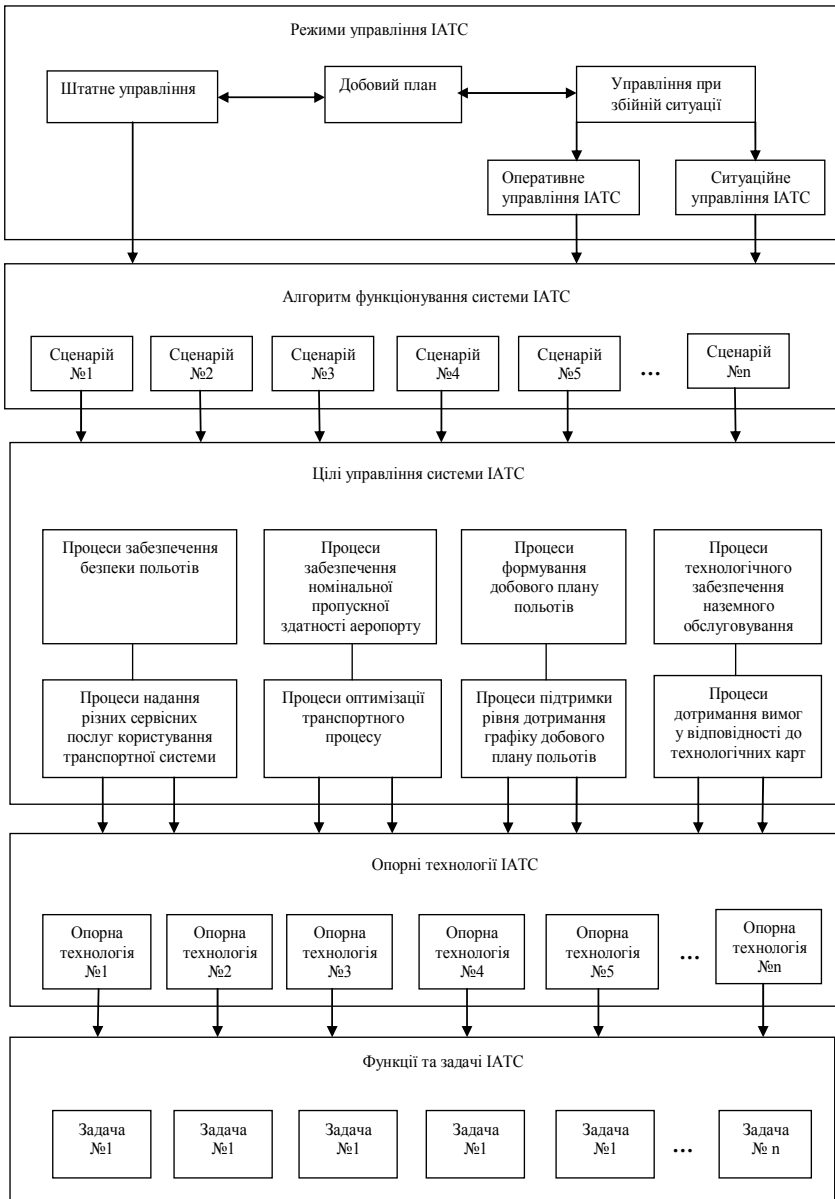 Режими управління ІАТС
Штатне управління
Добовий план
Управління при
збійній ситуації
Оперативне
управління ІАТС
Ситуаційне
управління ІАТС
Алгоритм функціонування системи ІАТС
Сценарій
№1
Сценарій
№2
Сценарій
№3
Сценарій
№4
Сценарій
№5
...
Сценарій
№n
Цілі управління системи ІАТС
Процеси забезпечення
безпеки польотів
Процеси
забезпечення
номінальної
пропускної
здатності аеропорту
Процеси
формування
добового плану
польотів
Процеси
технологічного
забезпечення
наземного
обслуговування
Процеси надання
різних сервісних
послуг користування
транспортної системи
Процеси оптимізації
транспортного
процесу
Процеси підтримки
рівня дотримання
графіку добового
плану польотів
Процеси
дотримання вимог
у відповідності до
технологічних карт
Опорні технології ІАТС
Опорна
технологія
№1
Опорна
технологія
№2
Опорна
технологія
№3
Опорна
технологія
№4
Опорна
технологія
№5
...
Опорна
технологія
№n
Функції та задачі ІАТС
Задача
№1
Задача
№1
Задача
№1
Задача
№1
Задача
№1
...
Задача
№ n